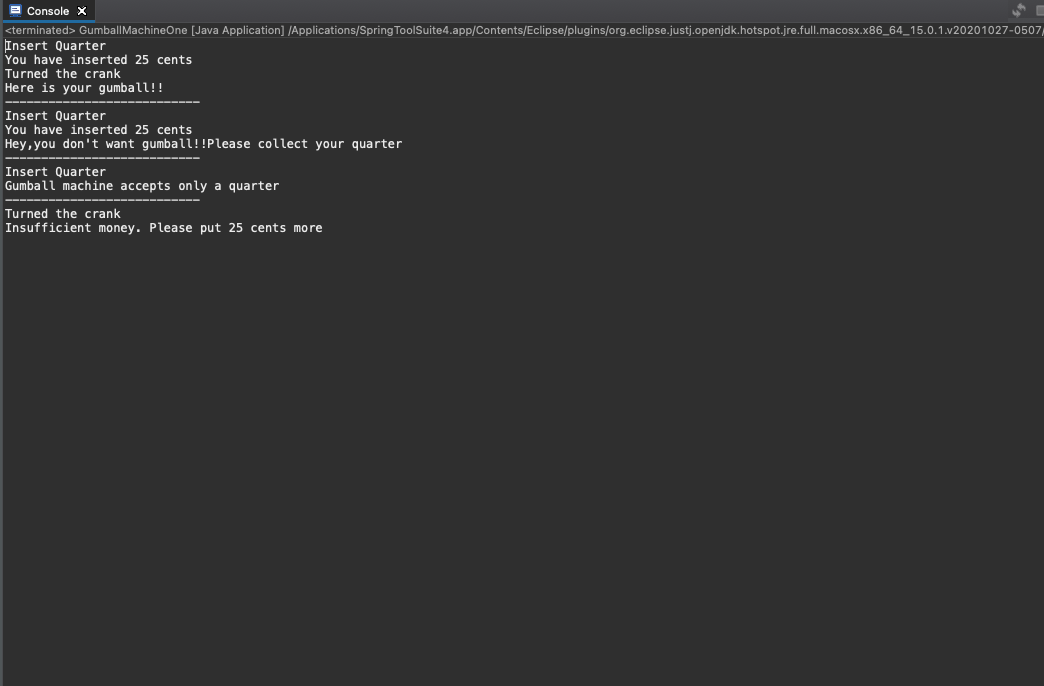 Console
<terminated> GumballMachineOne [Java Application] /Applications/SpringToolSuite4.app/Contents/Eclipse/plugins/org.eclipse.justj.openjdk.hotspot.jre.full.macosx.x86_64_15.0.1.v20201027-0507/
Insert Quarter
You have inserted 25 cents
Turned the crank
Here is your gumball!!
---------------------------
Insert Quarter
You have inserted 25 cents
Hey,you don't want gumball!!Please collect your quarter
---------------------------
Insert Quarter
Gumball machine accepts only a quarter
---------------------------
Turned the crank
Insufficient money. Please put 25 cents more